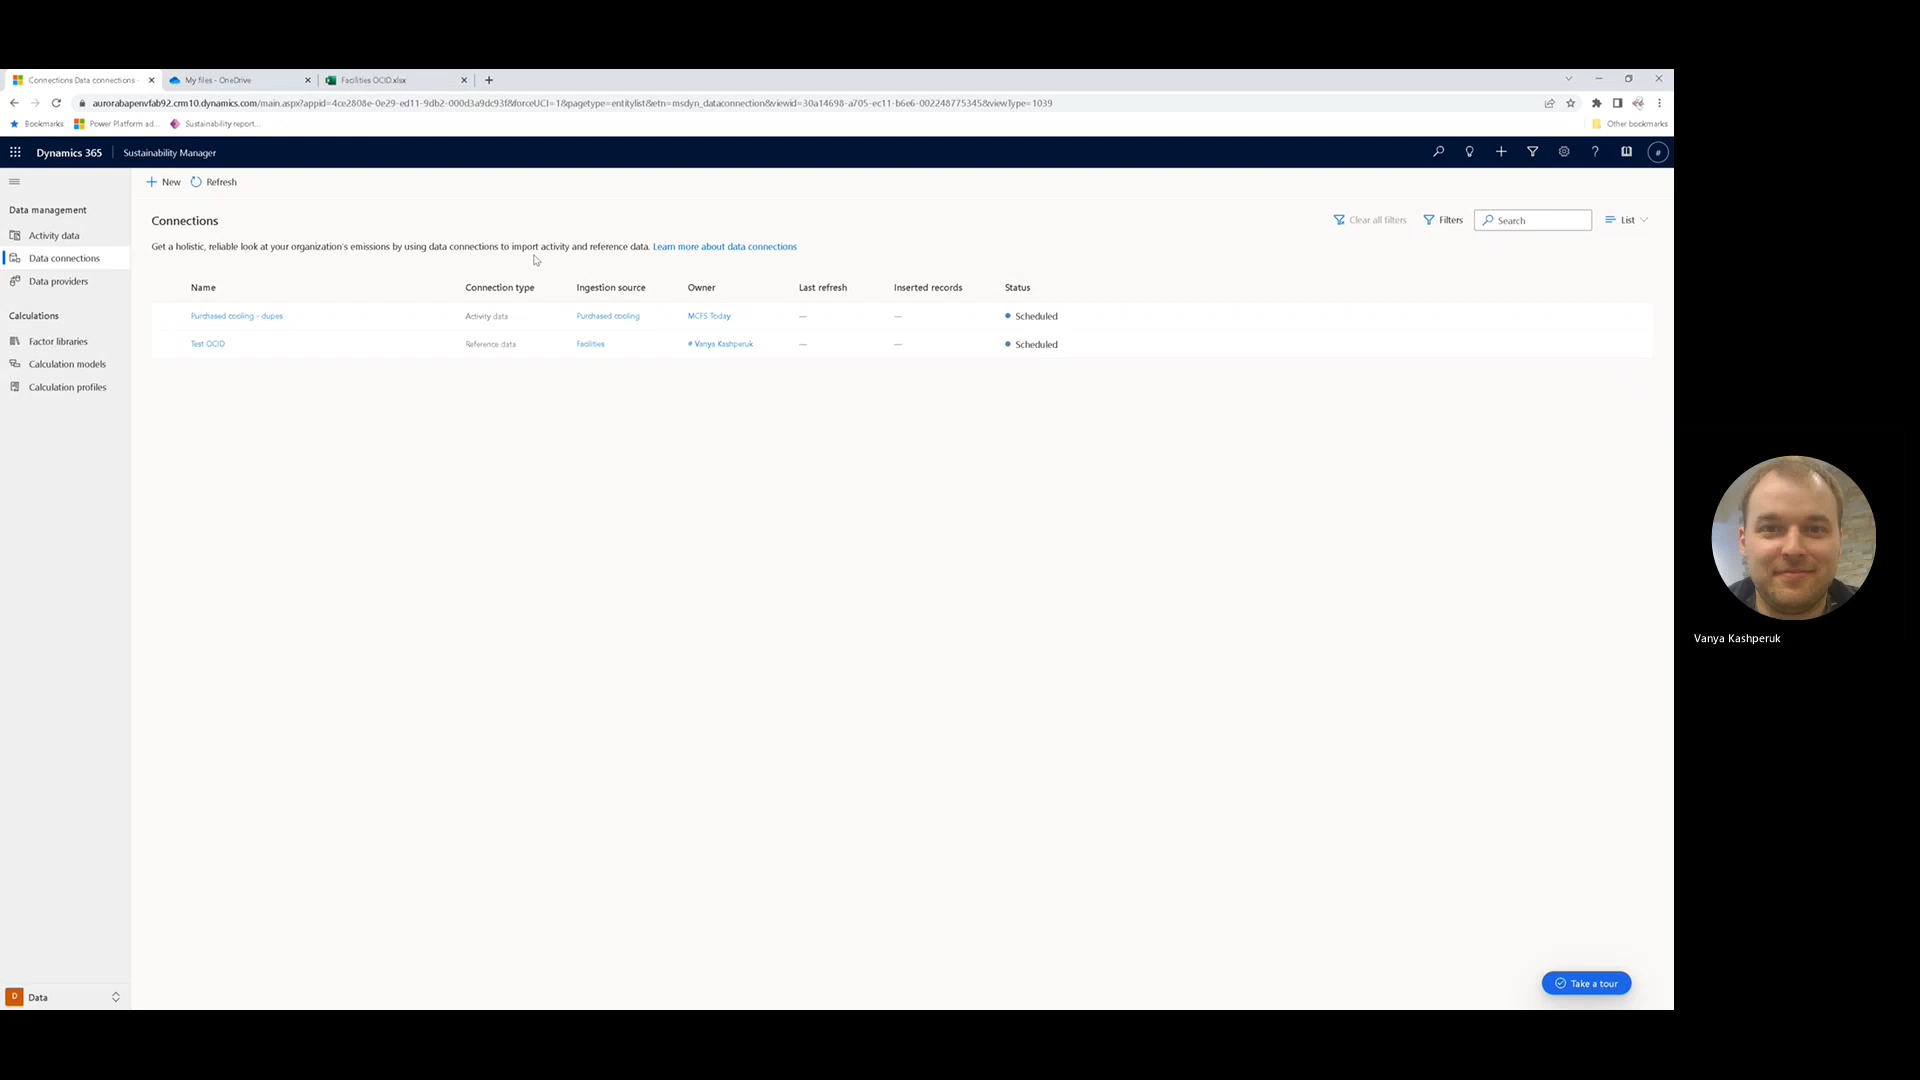 Connections Data connections -
My files - OneDrive
Facilities OCID.xlsx
aurorabapenvfab92.crm10.dynamics.com/main.aspx?appid=4ce2808e-0e29-ed11-9db2-000d3a9dc93f&forceUCI=1&pagetype=entitylist&etn=msdyn_dataconnection&viewid=30a14698-a705-ec11-b6e6-002248775345&viewType=1039
Bookmarks
Power Platform ad...
Sustainability report...
Other bookmarks
Dynamics 365
Sustainability Manager
#
New
Refresh
Data management
Activity data
Data connections
Data providers
Calculations
Factor libraries
Calculation models
Calculation profiles
Connections
Clear all filters
Filters
Search
List
Get a holistic, reliable look at your organization's emissions by using data connections to import activity and reference data. Learn more about data connections
Name Connection type Ingestion source Owner Last refresh Inserted records Status
Purchased cooling - dupes Activity data Purchased cooling MCFS Today — — Scheduled
Test OCID Reference data Facilities # Vanya Kashperuk — — Scheduled
Vanya Kashperuk
Take a tour
D Data